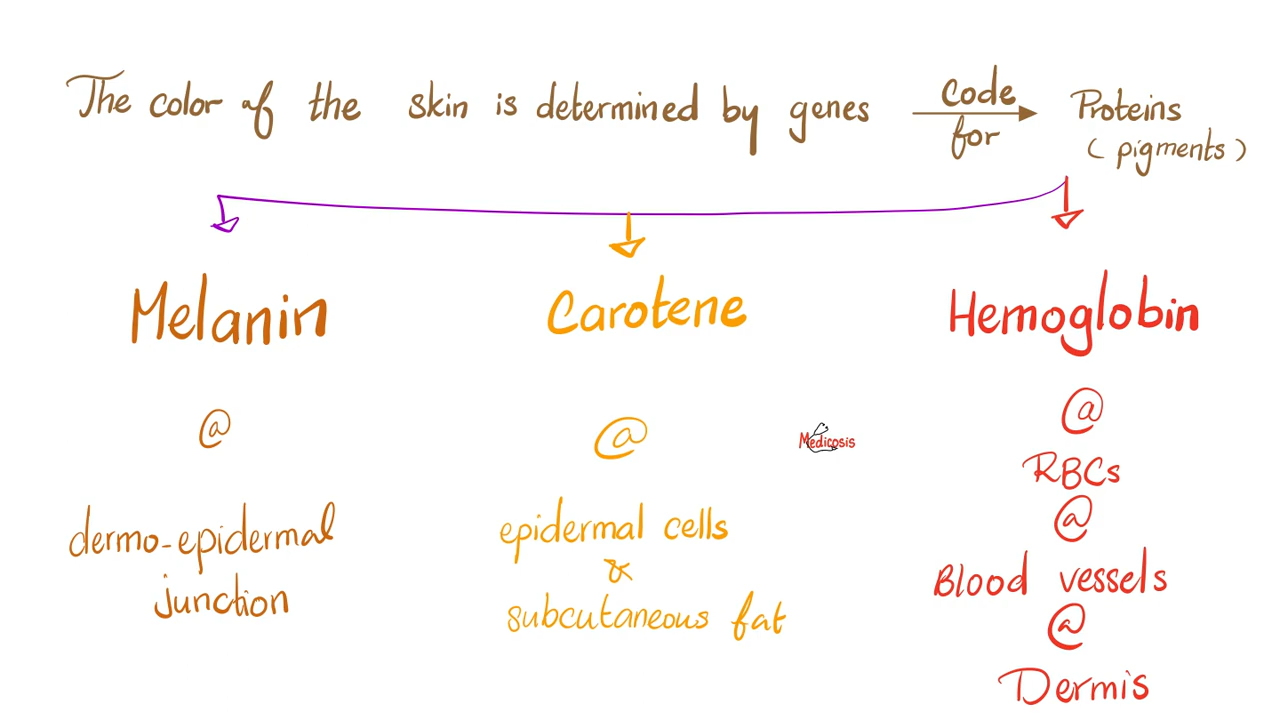 The color of the skin is determined by genes code for Proteins
(pigments)
Melanin
@
dermo-epidermal
junction
Carotene
@
epidermal cells
&
subcutaneous fat
Medicosis
Hemoglobin
@
RBCs
@
Blood vessels
@
Dermis